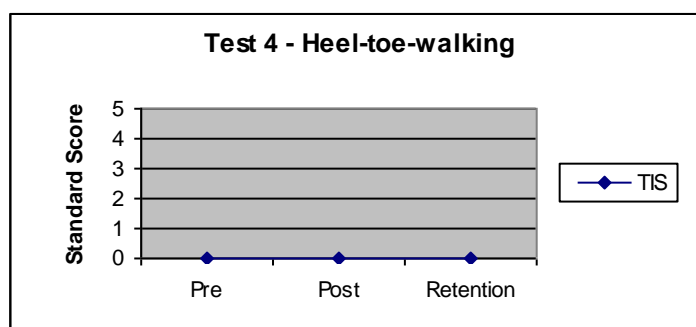 Test 4 - Heel-toe-walking
Standard Score
5
4
3
2
1
0
Pre Post Retention
TIS